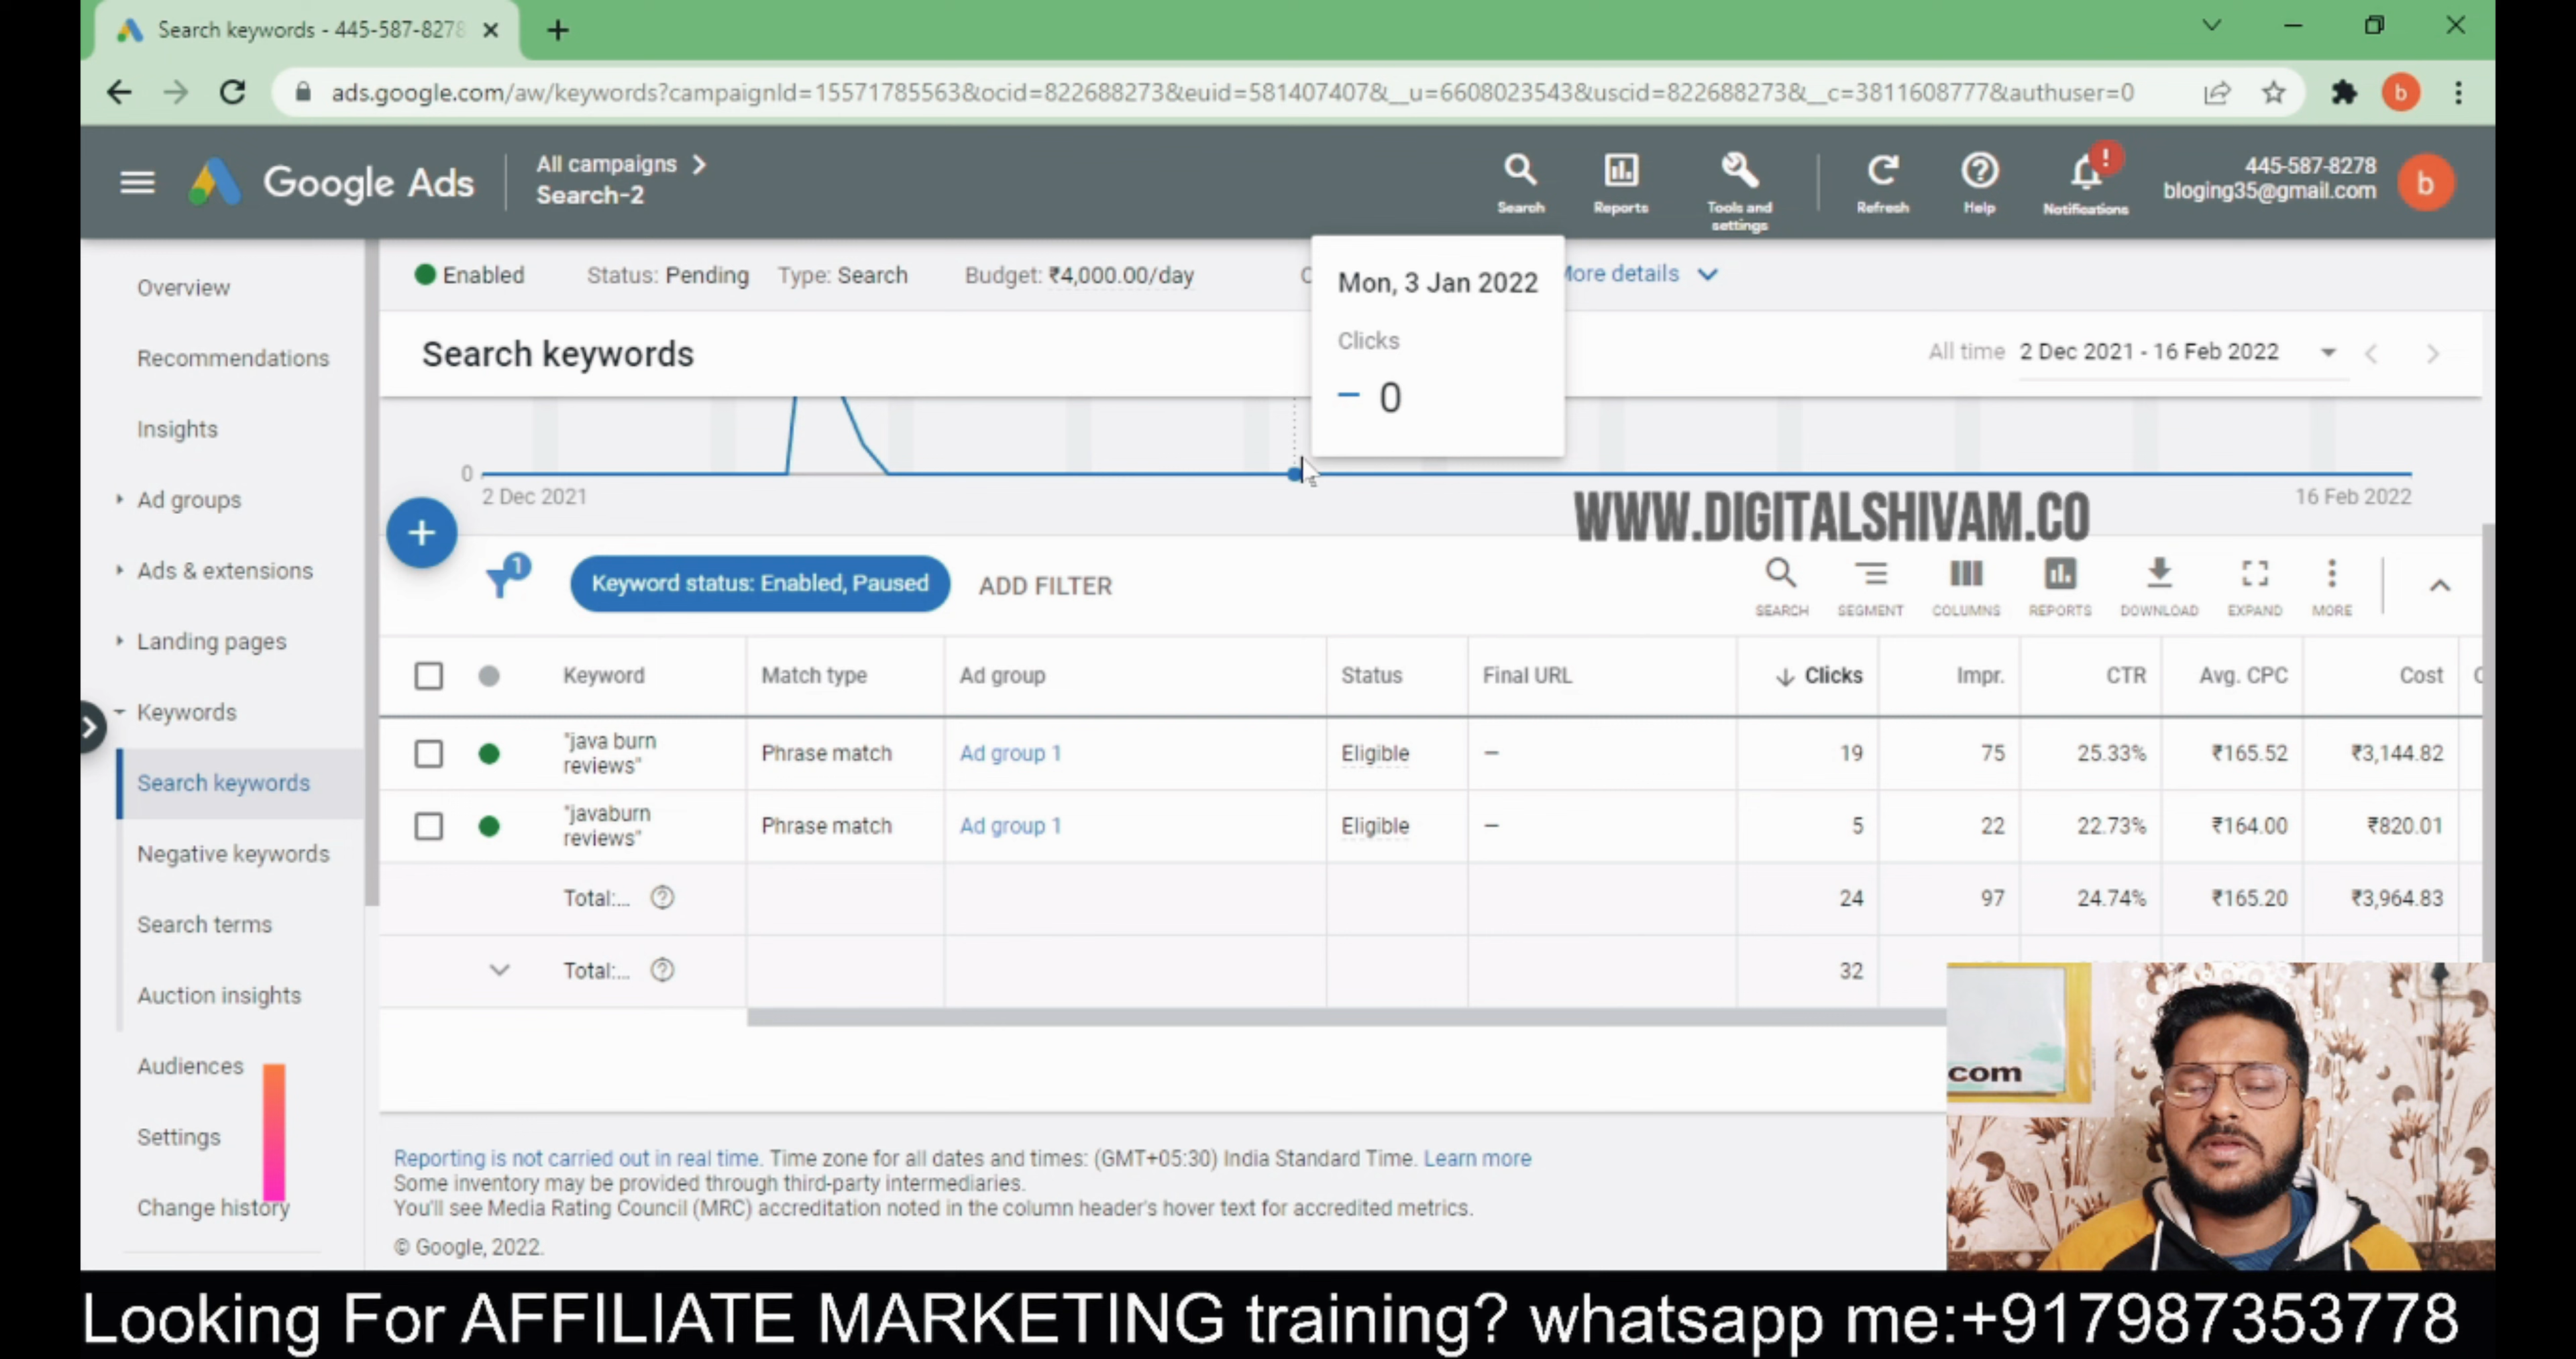 Search keywords - 445-587-8278
ads.google.com/aw/keywords?campaignId=15571785563&ocid=822688273&euid=581407407&__u=6608023543&uscid=822688273&__c=3811608777&authuser=0
b
Google Ads
All campaigns
Search-2
Search
Reports
Tools and settings
Refresh
Help
!
Notifications
445-587-8278
bloging35@gmail.com
b
Overview
Recommendations
Insights
Ad groups
Ads & extensions
Landing pages
Keywords
Search keywords
Negative keywords
Search terms
Auction insights
Audiences
Settings
Change history
Enabled Status: Pending Type: Search Budget: ₹4,000.00/day More details
Search keywords
All time 2 Dec 2021 - 16 Feb 2022
Mon, 3 Jan 2022
Clicks
0
0
2 Dec 2021
16 Feb 2022
WWW.DIGITALSHIVAM.CO
1
Keyword status: Enabled, Paused ADD FILTER
SEARCH SEGMENT COLUMNS REPORTS DOWNLOAD EXPAND MORE
Keyword Match type Ad group Status Final URL Clicks Impr. CTR Avg. CPC Cost
"java burn reviews" Phrase match Ad group 1 Eligible – 19 75 25.33% ₹165.52 ₹3,144.82
"javaburn reviews" Phrase match Ad group 1 Eligible – 5 22 22.73% ₹164.00 ₹820.01
Total:... 24 97 24.74% ₹165.20 ₹3,964.83
Total:... 32
com
Reporting is not carried out in real time. Time zone for all dates and times: (GMT+05:30) India Standard Time. Learn more
Some inventory may be provided through third-party intermediaries.
You'll see Media Rating Council (MRC) accreditation noted in the column header's hover text for accredited metrics.
© Google, 2022.
Looking For AFFILIATE MARKETING training? whatsapp me:+917987353778